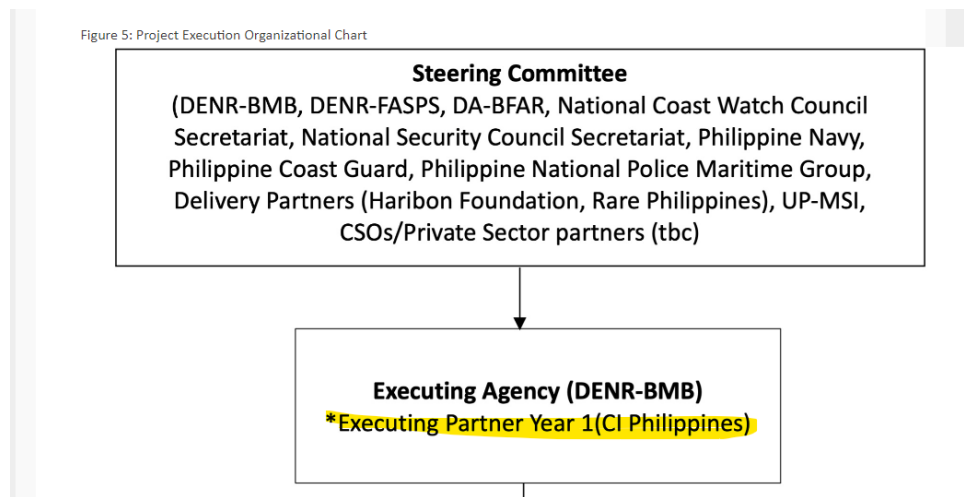 Figure 5: Project Execution Organizational Chart
Steering Committee
(DENR-BMB, DENR-FASPS, DA-BFAR, National Coast Watch Council
Secretariat, National Security Council Secretariat, Philippine Navy,
Philippine Coast Guard, Philippine National Police Maritime Group,
Delivery Partners (Haribon Foundation, Rare Philippines), UP-MSI,
CSOs/Private Sector partners (tbc)
Executing Agency (DENR-BMB)
*Executing Partner Year 1(CI Philippines)